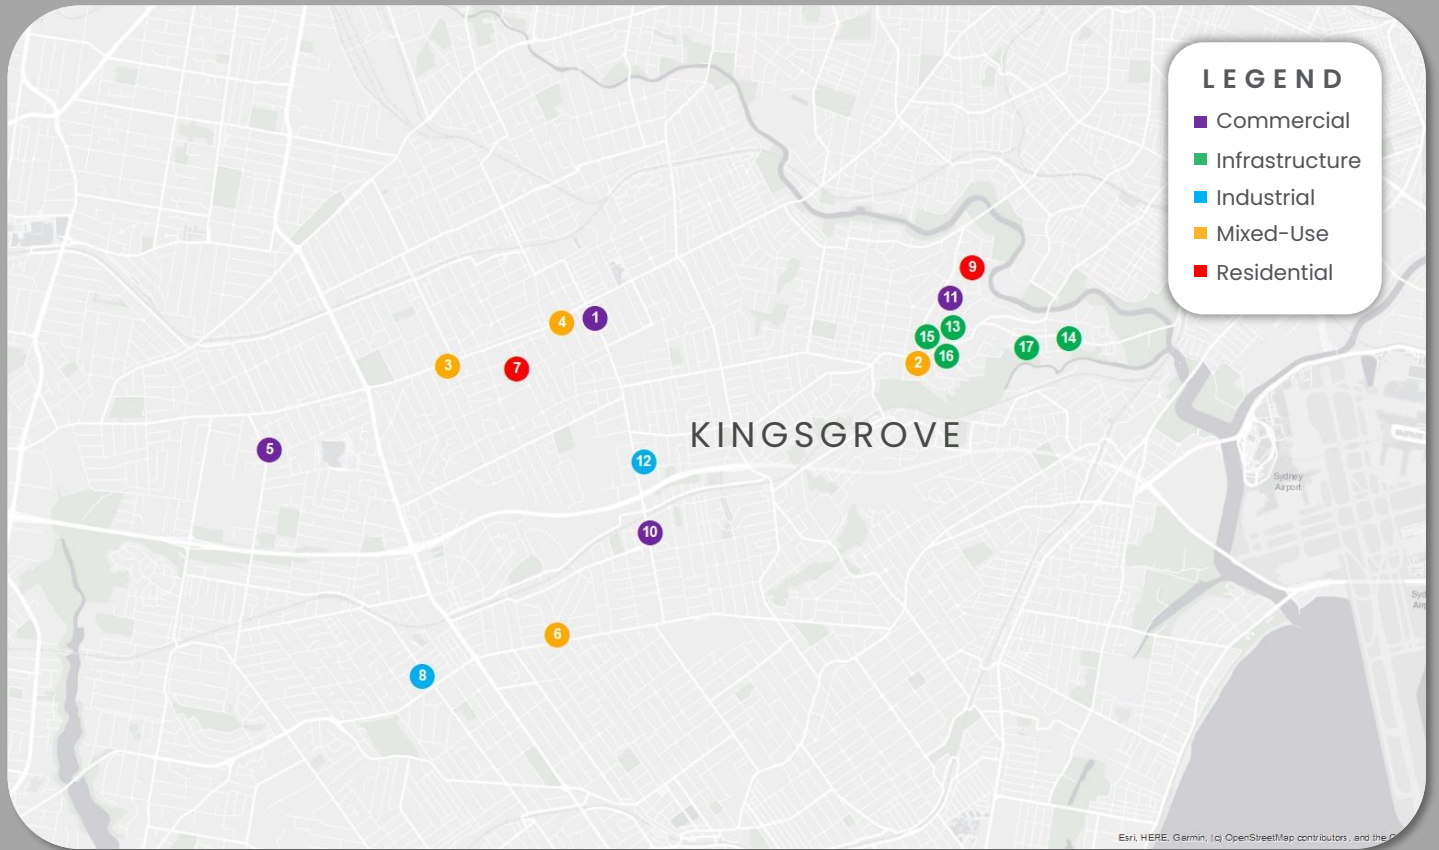 LEGEND
Commercial
Infrastructure
Industrial
Mixed-Use
Residential
9
11
4
1
15
13
3
7
2
16
17
14
KINGSGROVE
5
12
Sydney
Airport
10
6
8
Esri, HERE, Garmin, (c) OpenStreetMap contributors, and the